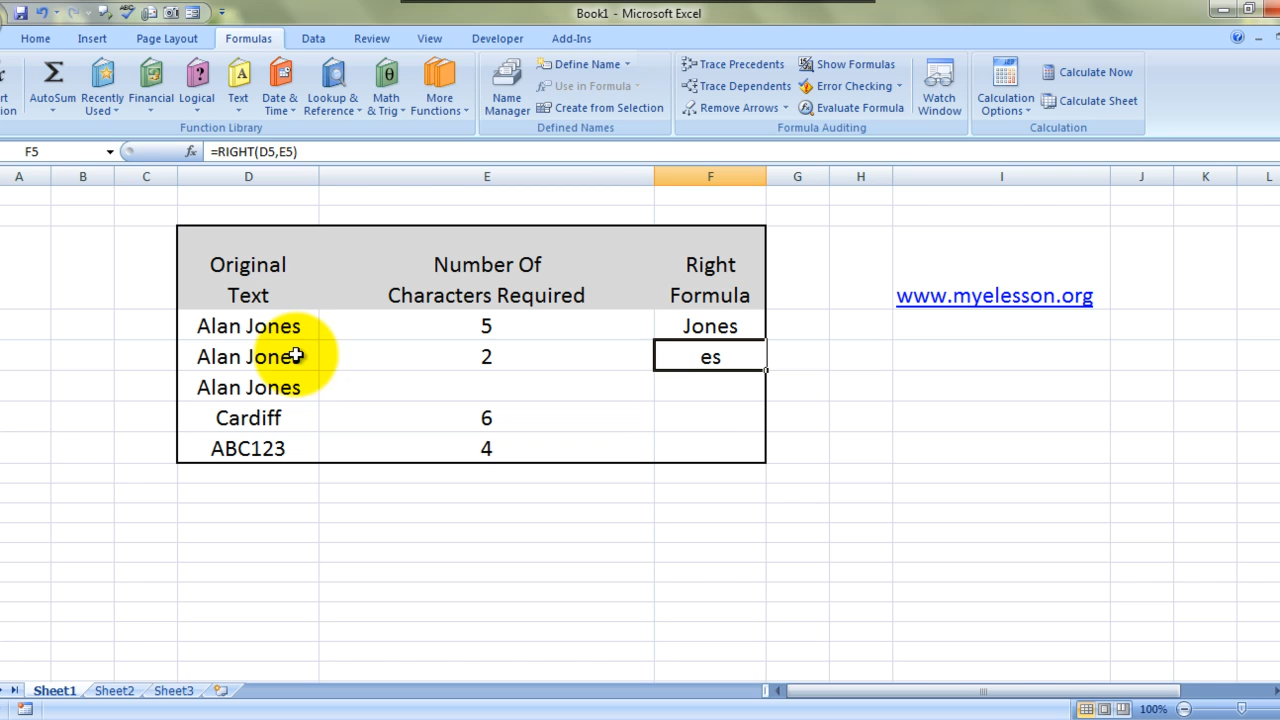 Book1 - Microsoft Excel
Home Insert Page Layout Formulas Data Review View Developer Add-Ins
AutoSum Recently Used Financial Logical Text Date & Time Lookup & Reference Math & Trig More Functions
Function Library
Name Manager
Define Name
Use in Formula
Create from Selection
Defined Names
Trace Precedents
Trace Dependents
Remove Arrows
Show Formulas
Error Checking
Evaluate Formula
Formula Auditing
Watch Window
Calculation Options
Calculate Now
Calculate Sheet
Calculation
F5 fx =RIGHT(D5,E5)
A B C D E F G H I J K L
Original Text
Number Of Characters Required
Right Formula
www.myelesson.org
Alan Jones 5 Jones
Alan Jones 2 es
Alan Jones
Cardiff 6
ABC123 4
Sheet1 Sheet2 Sheet3
100%